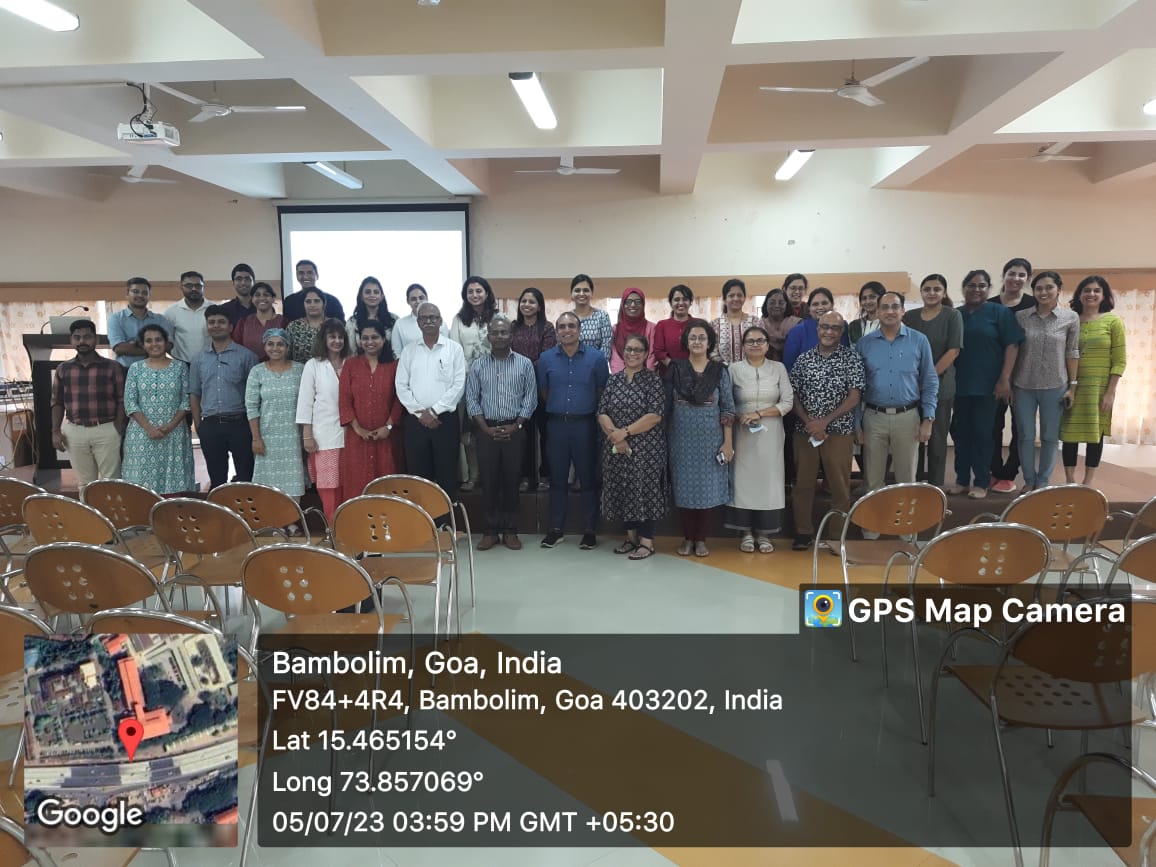 GPS Map Camera
Bambolim, Goa, India
FV84+4R4, Bambolim, Goa 403202, India
Lat 15.465154°
Long 73.857069°
05/07/23 03:59 PM GMT +05:30
Google